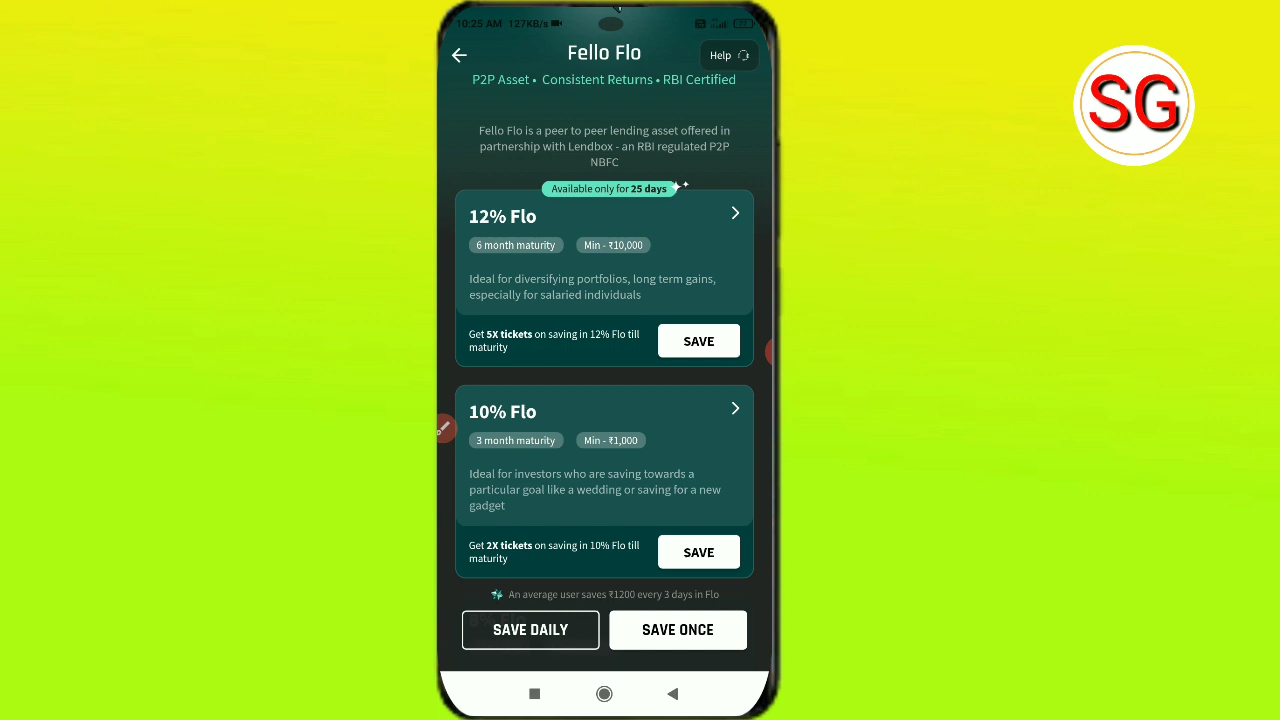 10:25 AM 127KB/s
Fello Flo
Help
P2P Asset • Consistent Returns • RBI Certified
Fello Flo is a peer to peer lending asset offered in
partnership with Lendbox - an RBI regulated P2P
NBFC
Available only for 25 days
12% Flo
6 month maturity Min - ₹10,000
Ideal for diversifying portfolios, long term gains,
especially for salaried individuals
Get 5X tickets on saving in 12% Flo till
maturity
SAVE
10% Flo
3 month maturity Min - ₹1,000
Ideal for investors who are saving towards a
particular goal like a wedding or saving for a new
gadget
Get 2X tickets on saving in 10% Flo till
maturity
SAVE
An average user saves ₹1200 every 3 days in Flo
8% Flo
SAVE DAILY SAVE ONCE
SG